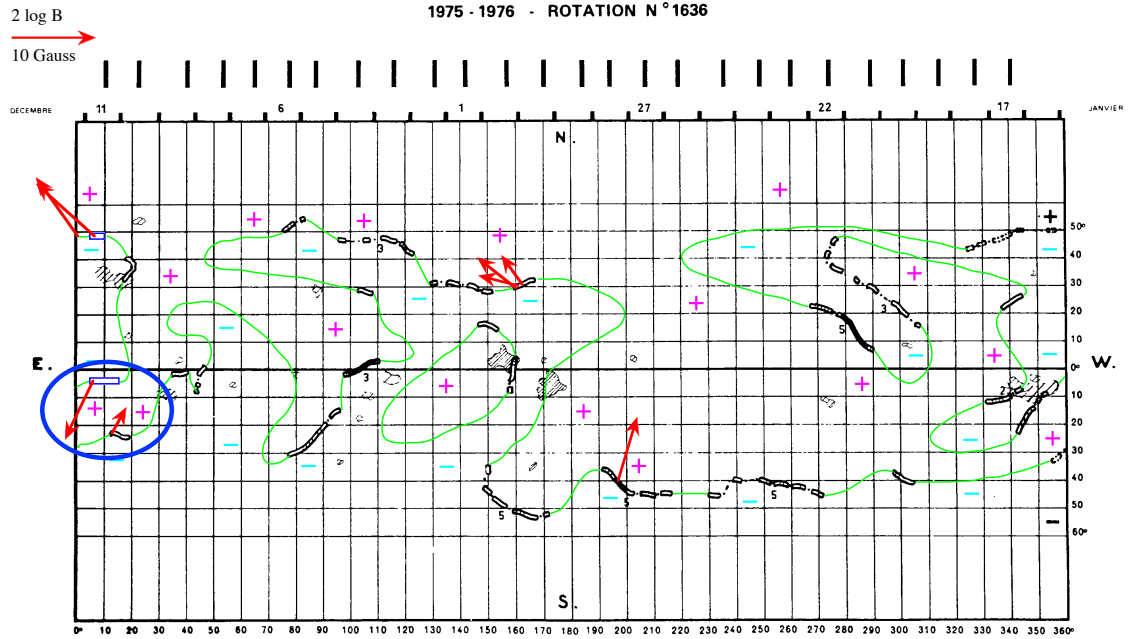 1975 - 1976 - ROTATION N° 1636
2 log B
10 Gauss
DECEMBRE 11 6 1 27 22 17 JANVIER
N.
+
+
+ + +
50°
- - - -
3
40
+ +
30
- - +
3
20
- +
5
10
- - +
E. 0° W.
3
+ +
10
+ + +
2
20
+
- -
30
- - - +
40
- - -
5 5 5
50
-
60°
S.
0° 10 20 30 40 50 60 70 80 90 100 110 120 130 140 150 160 170 180 190 200 210 220 230 240 250 260 270 280 290 300 310 320 330 340 350 360°